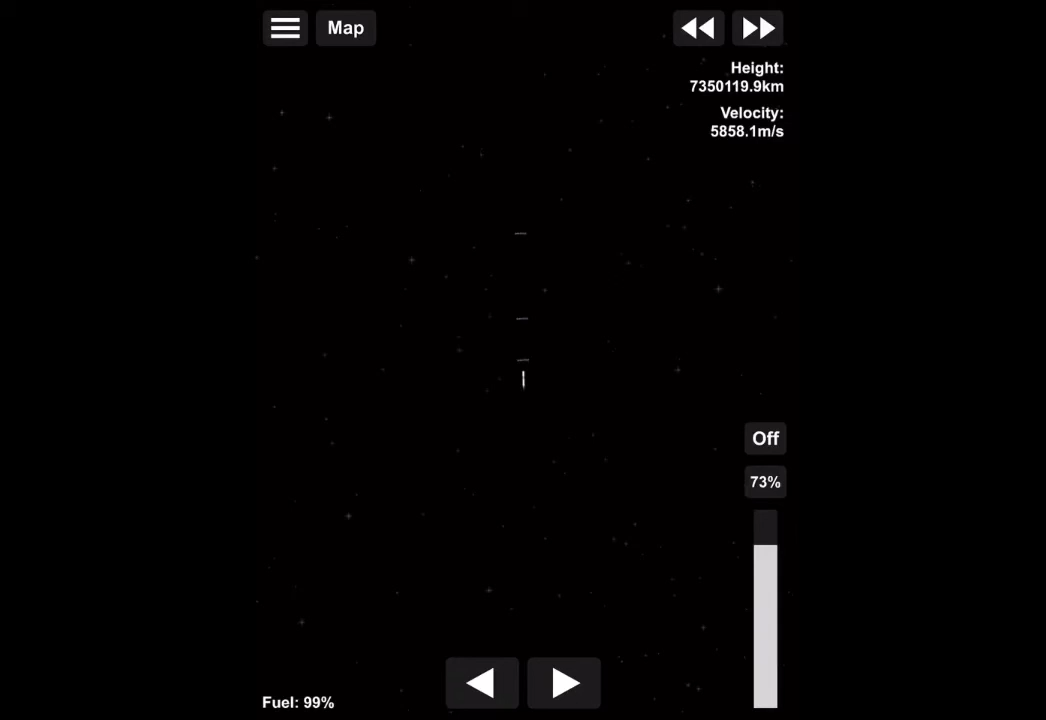 Map
Height:
7350119.9km
Velocity:
5858.1m/s
Off
73%
Fuel: 99%